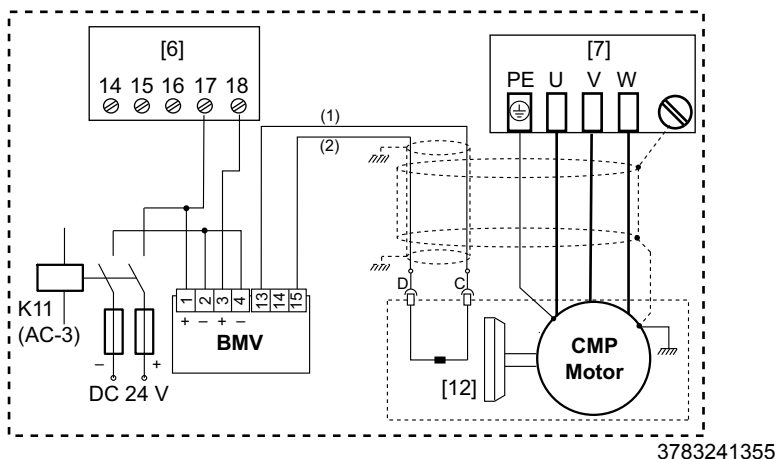 [6]
14 15 16 17 18
[7]
PE U V W
(1)
(2)
D C
K11
(AC-3)
1 2 3 4 13 14 15
+ – + –
BMV
– +
DC 24 V
[12]
CMP
Motor
3783241355